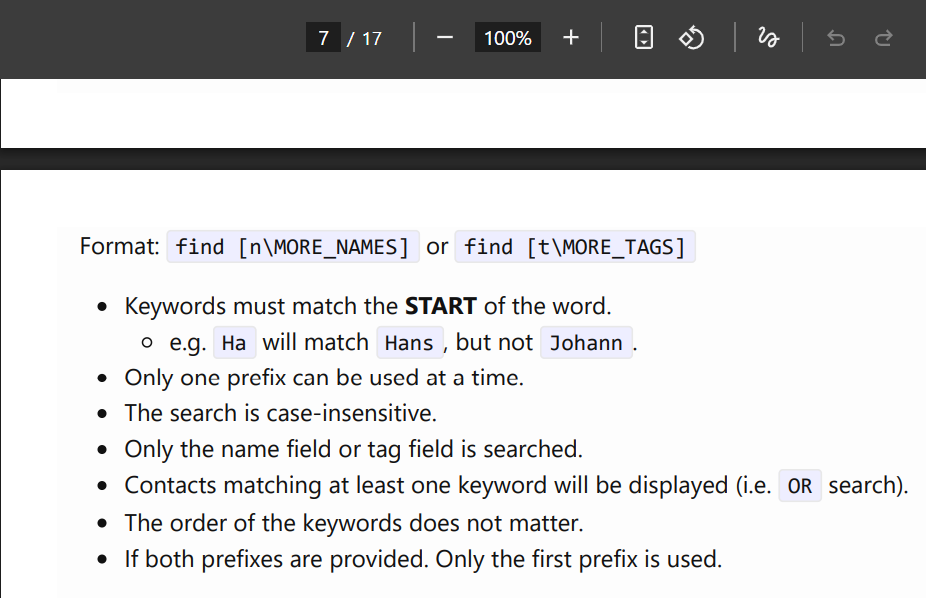 7 / 17 100%
Format: find [n\MORE_NAMES] or find [t\MORE_TAGS]
Keywords must match the START of the word.
e.g. Ha will match Hans, but not Johann.
Only one prefix can be used at a time.
The search is case-insensitive.
Only the name field or tag field is searched.
Contacts matching at least one keyword will be displayed (i.e. OR search).
The order of the keywords does not matter.
If both prefixes are provided. Only the first prefix is used.